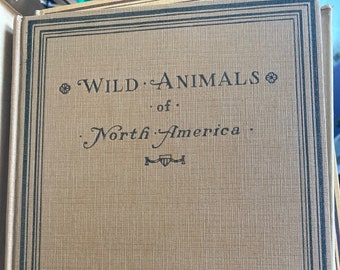 WILD · ANIMALS
· of ·
· North · America ·